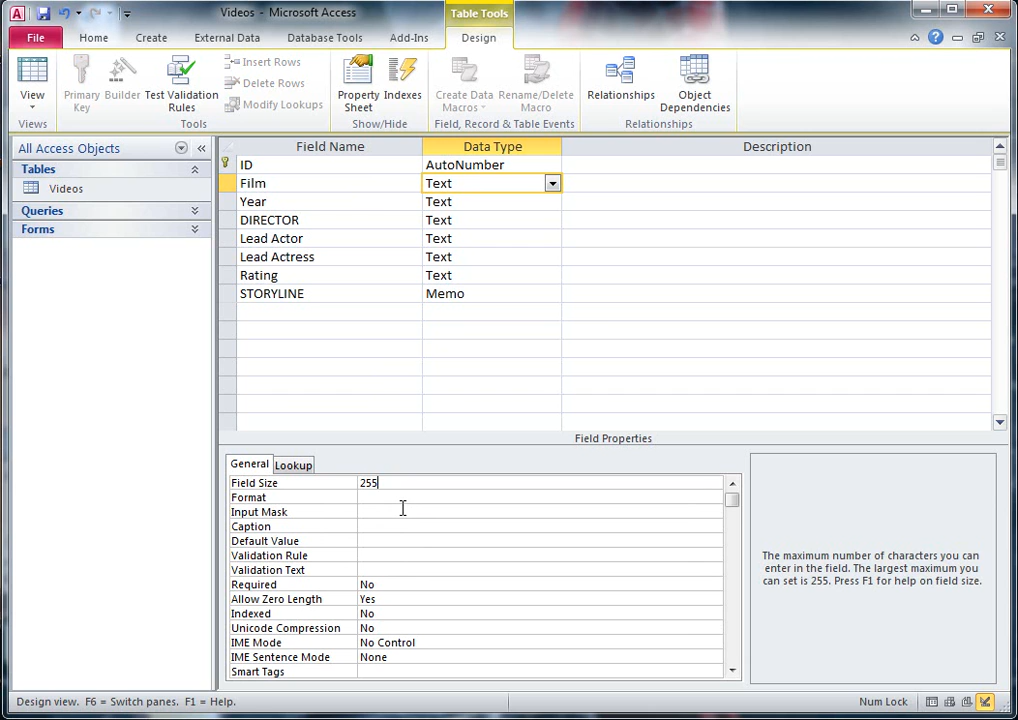 Videos - Microsoft Access
Table Tools
File Home Create External Data Database Tools Add-Ins Design
View
Primary Key
Builder
Test Validation Rules
Insert Rows
Delete Rows
Modify Lookups
Property Sheet
Indexes
Create Data Macros
Rename/Delete Macro
Relationships
Object Dependencies
Views Tools Show/Hide Field, Record & Table Events Relationships
All Access Objects
Tables
Videos
Queries
Forms
Field Name Data Type Description
ID AutoNumber
Film Text
Year Text
DIRECTOR Text
Lead Actor Text
Lead Actress Text
Rating Text
STORYLINE Memo
Field Properties
General Lookup
Field Size 255
Format
Input Mask
Caption
Default Value
Validation Rule
Validation Text
Required No
Allow Zero Length Yes
Indexed No
Unicode Compression No
IME Mode No Control
IME Sentence Mode None
Smart Tags
The maximum number of characters you can
enter in the field. The largest maximum you
can set is 255. Press F1 for help on field size.
Design view. F6 = Switch panes. F1 = Help. Num Lock